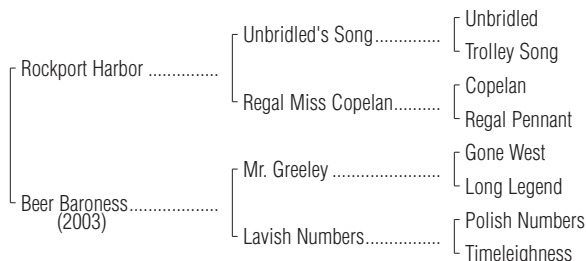 Unbridled
Unbridled's Song..............
Trolley Song
Rockport Harbor ...............
Copelan
Regal Miss Copelan..........
Regal Pennant
Gone West
Mr. Greeley .......................
Long Legend
Beer Baroness...................
(2003)
Polish Numbers
Lavish Numbers................
Timeleighness